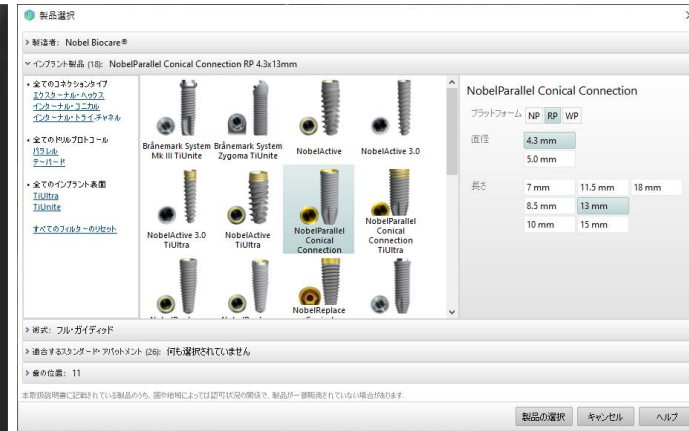 製品選択
製造者: Nobel Biocare®
インプラント製品 (18): NobelParallel Conical Connection RP 4.3x13mm
・全てのコネクションタイプ
エクスターナル・ヘックス
インターナル・コニカル
インターナル・トライ-チャネル
・全てのドリルプロトコール
パラレル
テーパード
・全てのインプラント表面
TiUltra
TiUnite
すべてのフィルターのリセット
Brånemark System Mk III TiUnite
Brånemark System Zygoma TiUnite
NobelActive
NobelActive 3.0
NobelActive 3.0 TiUltra
NobelActive TiUltra
NobelParallel Conical Connection
NobelParallel Conical Connection TiUltra
NobelReplace
NobelParallel Conical Connection
プラットフォーム NP RP WP
直径 4.3 mm
5.0 mm
長さ 7 mm 11.5 mm 18 mm
8.5 mm 13 mm
10 mm 15 mm
術式: フル・ガイディッド
適合するスタンダード・アバットメント (26): 何も選択されていません
歯の位置: 11
本取扱説明書に記載されている製品のうち、国や地域によっては認可状況の関係で、製品が一部販売されていない場合があります.
製品の選択 キャンセル ヘルプ